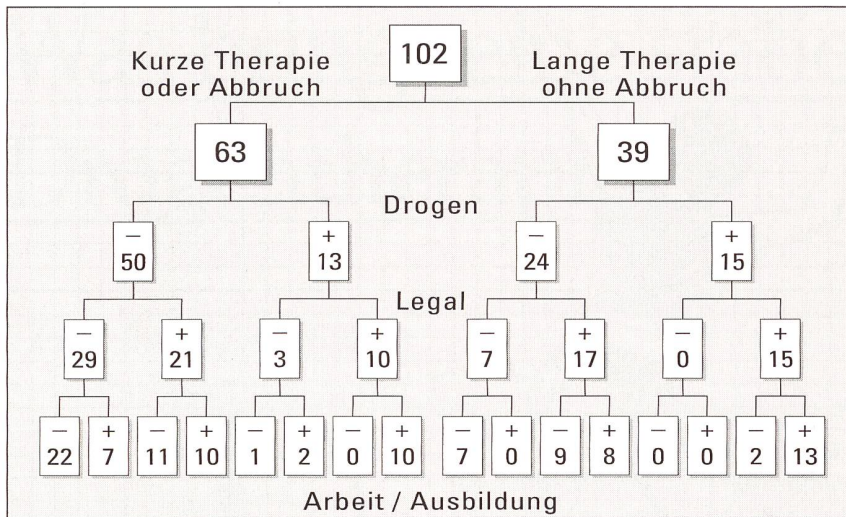 102
Kurze Therapie
oder Abbruch
Lange Therapie
ohne Abbruch
63 39
Drogen
− + − +
50 13 24 15
Legal
− + − + − + − +
29 21 3 10 7 17 0 15
− + − + − + − + − + − + − + − +
22 7 11 10 1 2 0 10 7 0 9 8 0 0 2 13
Arbeit / Ausbildung